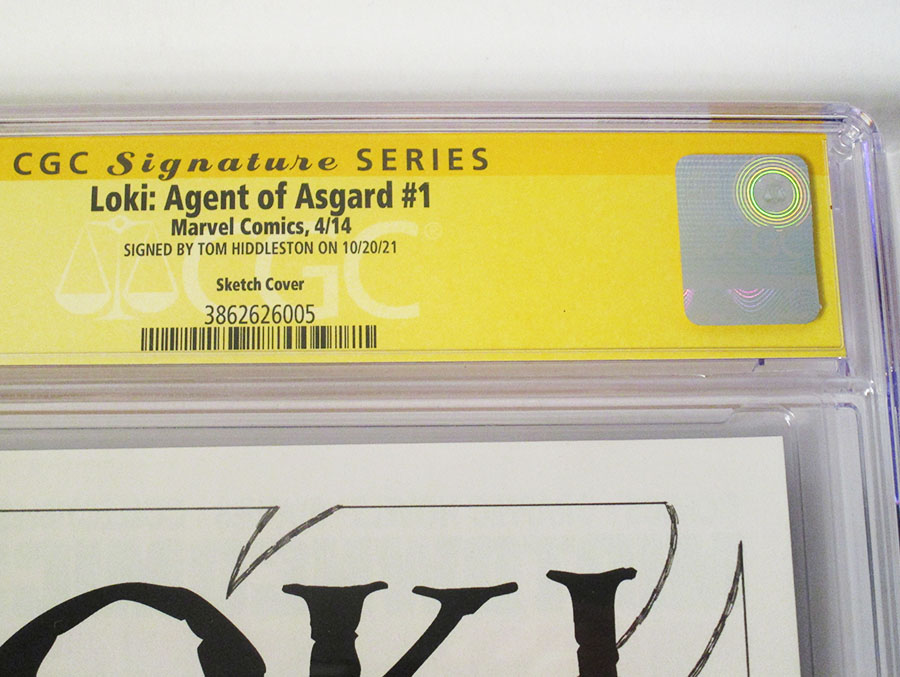 CGC Signature SERIES
Loki: Agent of Asgard #1
Marvel Comics, 4/14
SIGNED BY TOM HIDDLESTON ON 10/20/21
Sketch Cover
CGC®
3862626005
OKI